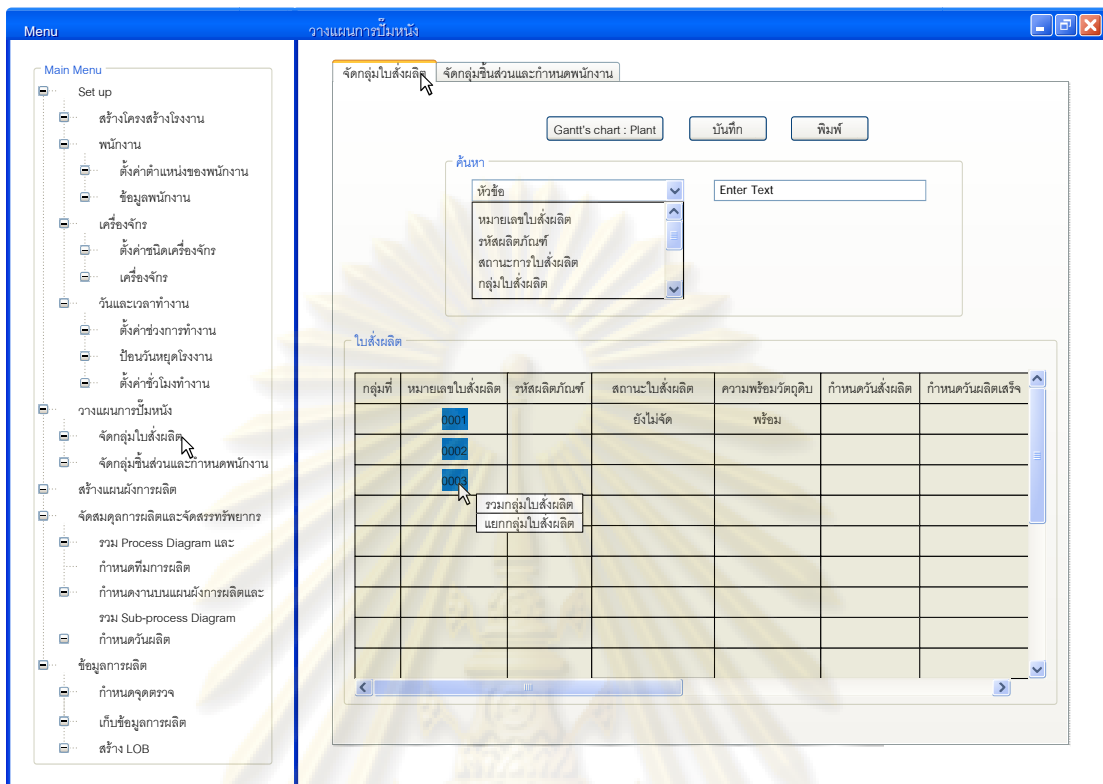 Menu
Main Menu
Set up
สร้างโครงสร้างโรงงาน
พนักงาน
ตั้งค่าตำแหน่งของพนักงาน
ข้อมูลพนักงาน
เครื่องจักร
ตั้งค่าชนิดเครื่องจักร
เครื่องจักร
วันและเวลาทำงาน
ตั้งค่าช่วงการทำงาน
ป้อนวันหยุดโรงงาน
ตั้งค่าชั่วโมงทำงาน
วางแผนการปั๊มหนัง
จัดกลุ่มใบสั่งผลิต
จัดกลุ่มชิ้นส่วนและกำหนดพนักงาน
สร้างแผนผังการผลิต
จัดสมดุลการผลิตและจัดสรรทรัพยากร
รวม Process Diagram และ
กำหนดทีมการผลิต
กำหนดงานบนแผนผังการผลิตและ
รวม Sub-process Diagram
กำหนดวันผลิต
ข้อมูลการผลิต
กำหนดจุดตรวจ
เก็บข้อมูลการผลิต
สร้าง LOB
วางแผนการปั๊มหนัง
จัดกลุ่มใบสั่งผลิต จัดกลุ่มชิ้นส่วนและกำหนดพนักงาน
Gantt's chart : Plant บันทึก พิมพ์
ค้นหา
หัวข้อ Enter Text
หมายเลขใบสั่งผลิต
รหัสผลิตภัณฑ์
สถานะการใบสั่งผลิต
กลุ่มใบสั่งผลิต
ใบสั่งผลิต
กลุ่มที่ หมายเลขใบสั่งผลิต รหัสผลิตภัณฑ์ สถานะใบสั่งผลิต ความพร้อมวัตถุดิบ กำหนดวันสั่งผลิต กำหนดวันผลิตเสร็จ
0001 ยังไม่จัด พร้อม
0002
0003
รวมกลุ่มใบสั่งผลิต
แยกกลุ่มใบสั่งผลิต